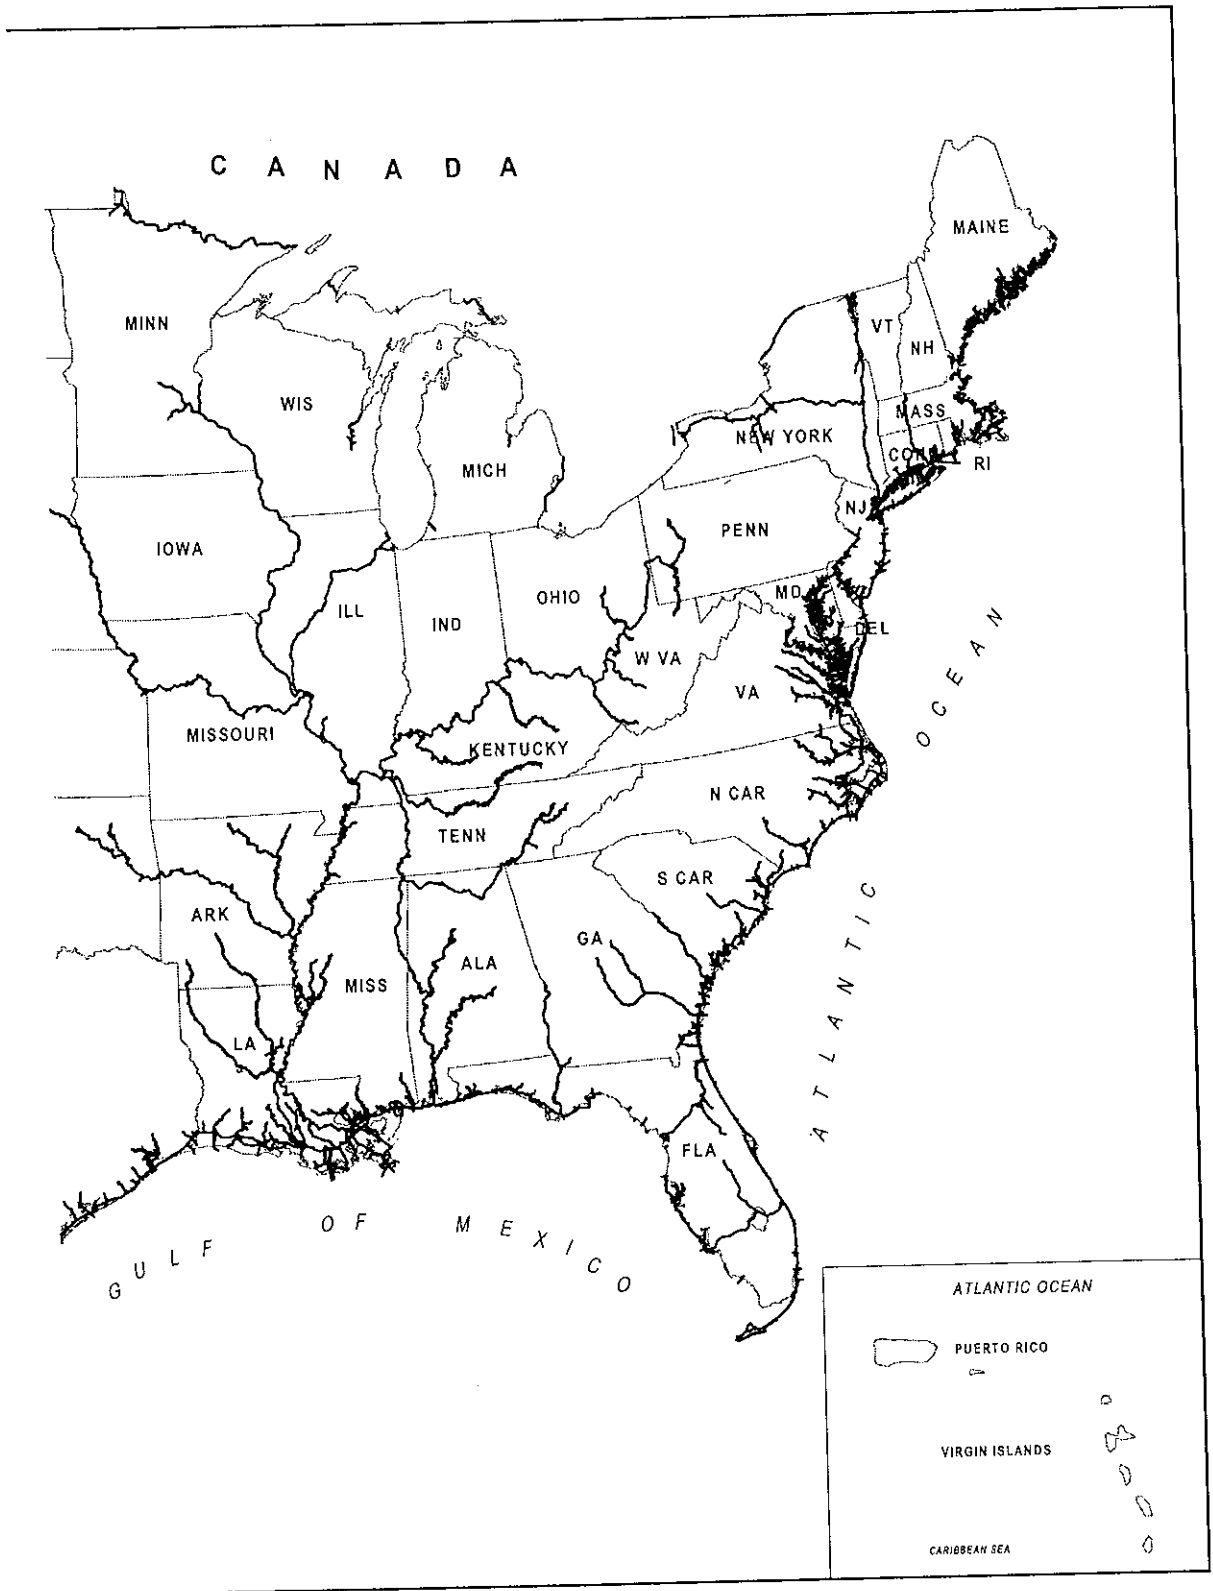 CANADA
MAINE
MINN
VT
NH
WIS
MASS
NEW YORK
CONN
RI
MICH
NJ
PENN
IOWA
OHIO
MD
ILL
IND
DEL
W VA
VA
MISSOURI
KENTUCKY
N CAR
TENN
S CAR
ARK
GA
ALA
MISS
LA
FLA
ATLANTIC OCEAN
GULF OF MEXICO
ATLANTIC OCEAN
PUERTO RICO
VIRGIN ISLANDS
CARIBBEAN SEA